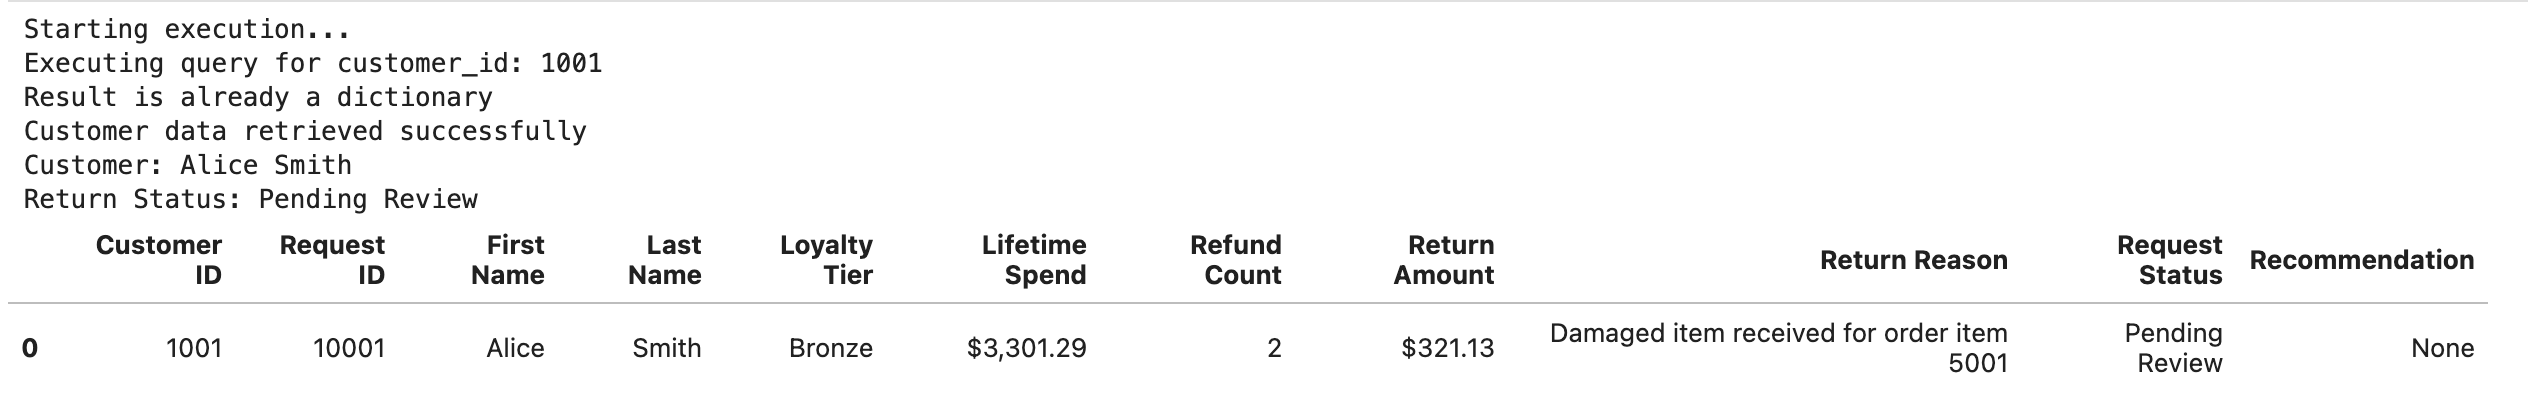 Starting execution...
Executing query for customer_id: 1001
Result is already a dictionary
Customer data retrieved successfully
Customer: Alice Smith
Return Status: Pending Review
Customer ID Request ID First Name Last Name Loyalty Tier Lifetime Spend Refund Count Return Amount Return Reason Request Status Recommendation
0 1001 10001 Alice Smith Bronze $3,301.29 2 $321.13 Damaged item received for order item 5001 Pending Review None